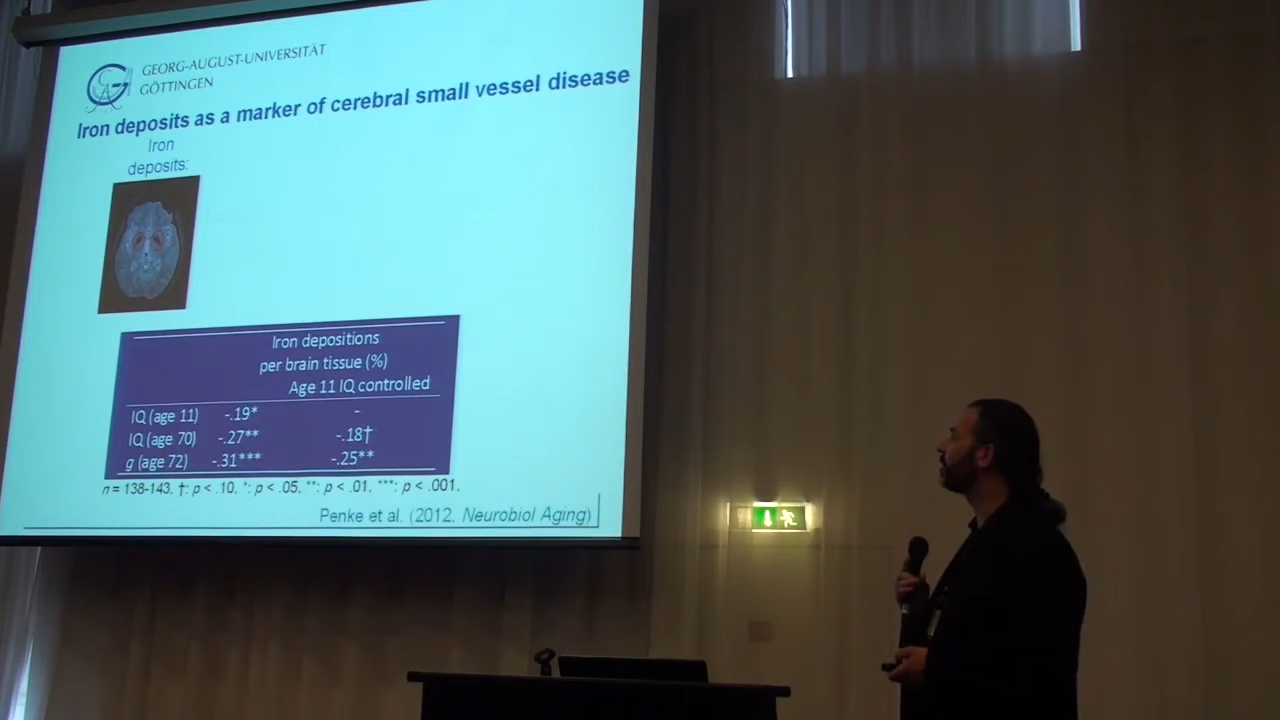 GEORG-AUGUST-UNIVERSITÄT
GÖTTINGEN
Iron deposits as a marker of cerebral small vessel disease
Iron
deposits:
Iron depositions
per brain tissue (%)
Age 11 IQ controlled
IQ (age 11) -.19* -
IQ (age 70) -.27** -.18†
g (age 72) -.31*** -.25**
n = 138-143. †: p < .10. *: p < .05. **: p < .01. ***: p < .001.
Penke et al. (2012. Neurobiol Aging)